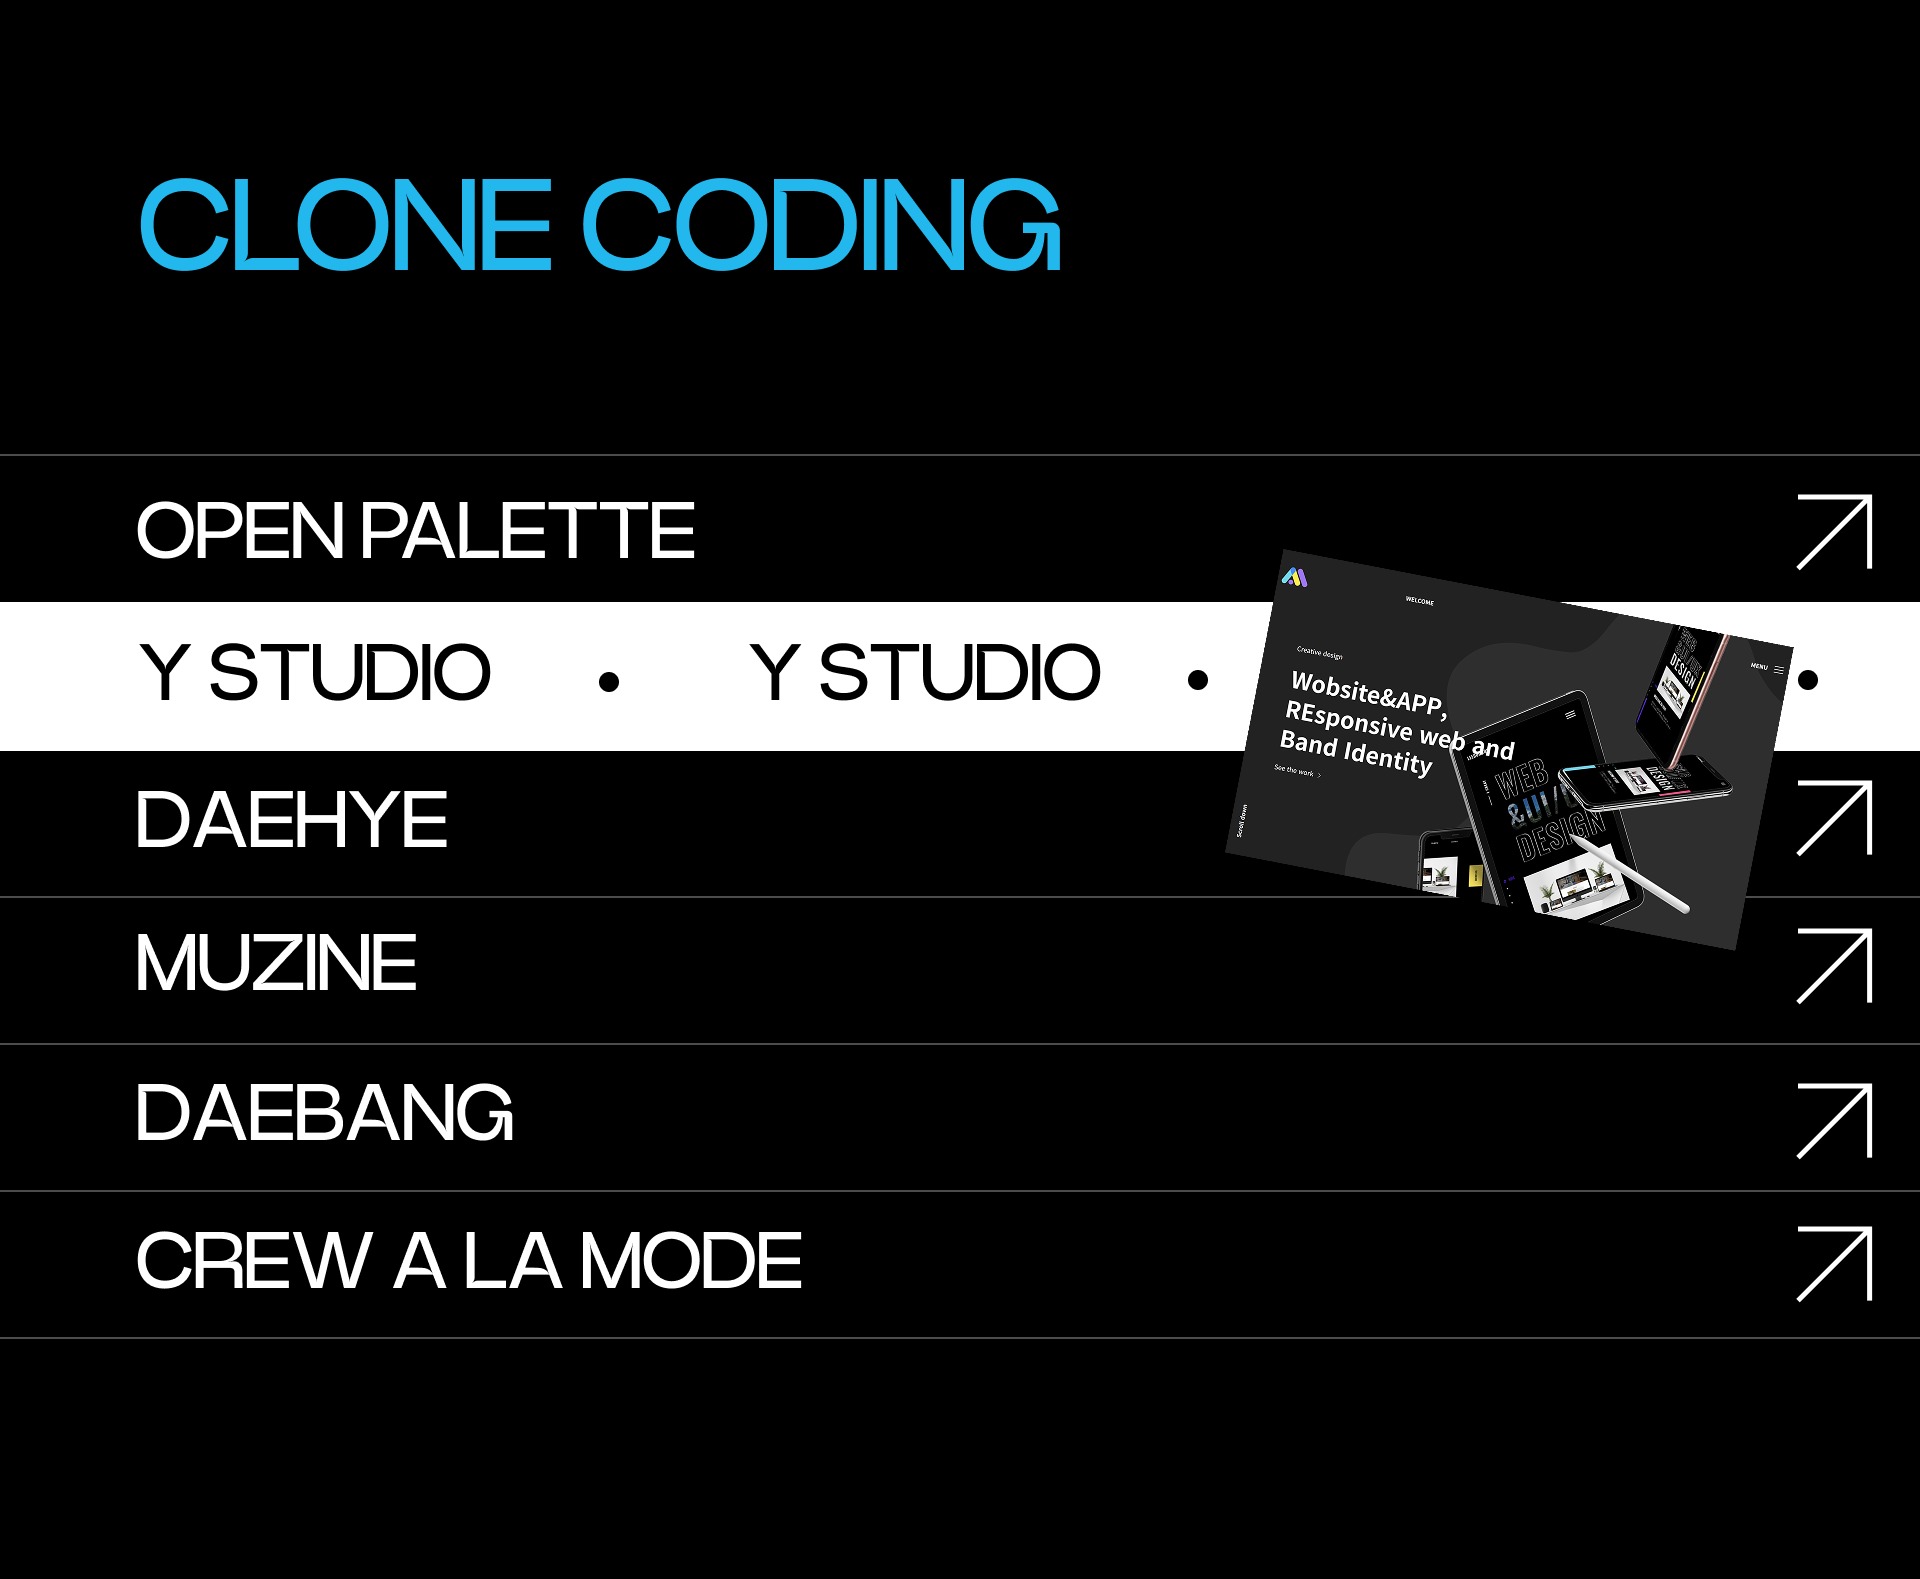 CLONE CODING
OPEN PALETTE
Y STUDIO • Y STUDIO • •
WELCOME
MENU
Creative design
Wobsite&APP,
REsponsive web and
Band Identity
See the work >
Scroll down
WEB
&UI/
DESIGN
DESIGN
DESIGN
DAEHYE
MUZINE
DAEBANG
CREW A LA MODE